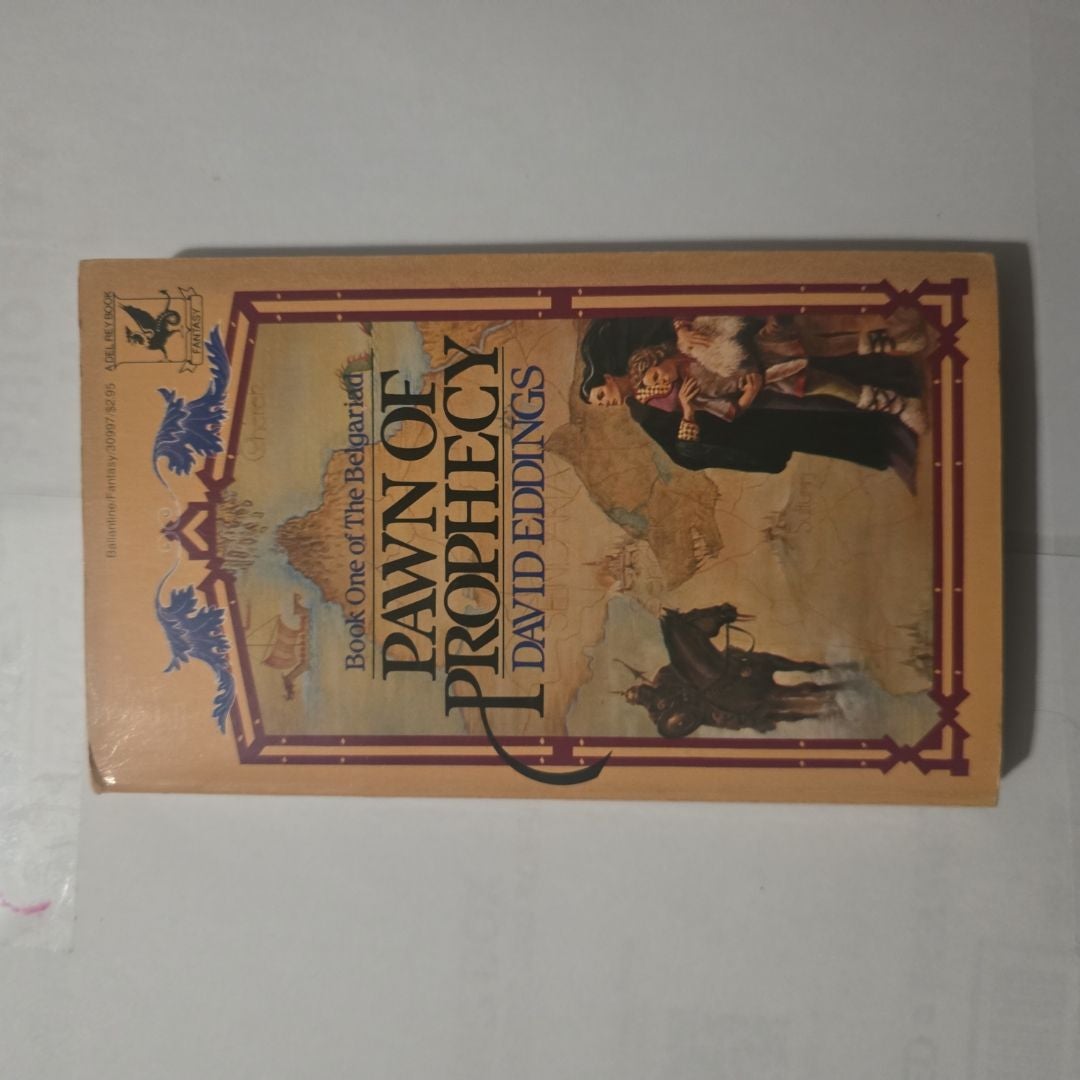 A DEL REY BOOK
FANTASY
Ballantine/Fantasy/30997/$2.95
Cherek
Book One of The Belgariad
PAWN OF
PROPHECY
DAVID EDDINGS